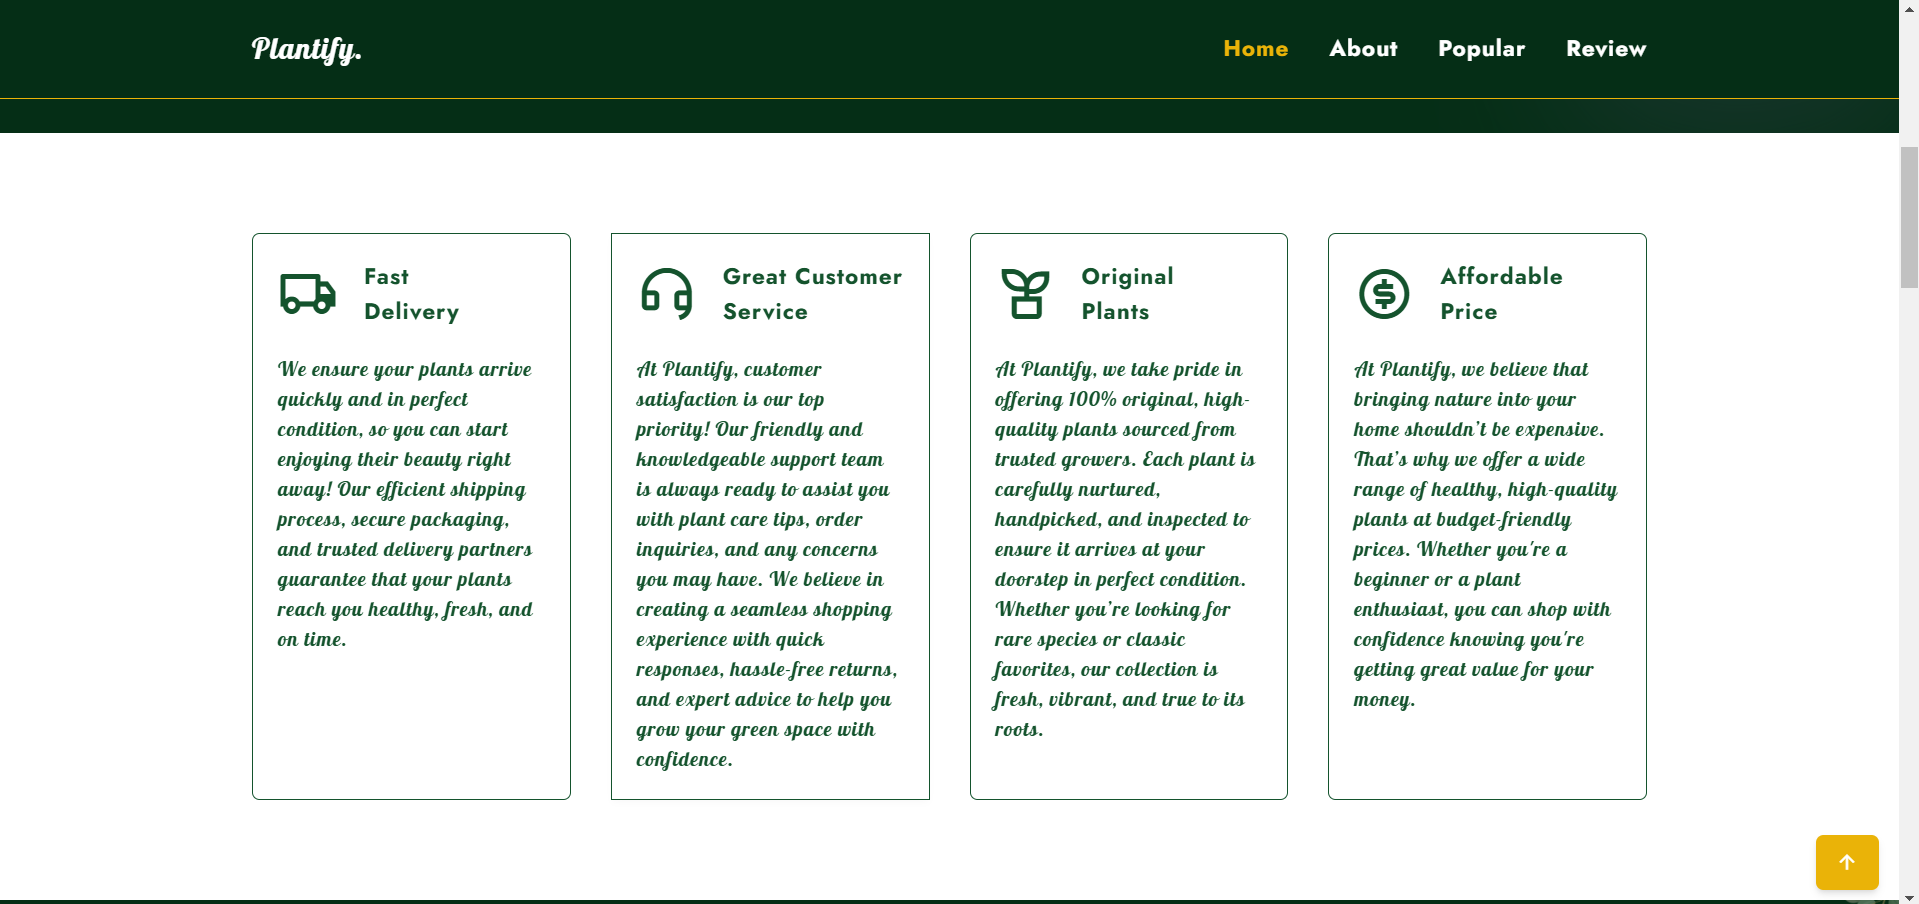 Plantify.
Home About Popular Review
Fast
Delivery
We ensure your plants arrive
quickly and in perfect
condition, so you can start
enjoying their beauty right
away! Our efficient shipping
process, secure packaging,
and trusted delivery partners
guarantee that your plants
reach you healthy, fresh, and
on time.
Great Customer
Service
At Plantify, customer
satisfaction is our top
priority! Our friendly and
knowledgeable support team
is always ready to assist you
with plant care tips, order
inquiries, and any concerns
you may have. We believe in
creating a seamless shopping
experience with quick
responses, hassle-free returns,
and expert advice to help you
grow your green space with
confidence.
Original
Plants
At Plantify, we take pride in
offering 100% original, high-
quality plants sourced from
trusted growers. Each plant is
carefully nurtured,
handpicked, and inspected to
ensure it arrives at your
doorstep in perfect condition.
Whether you’re looking for
rare species or classic
favorites, our collection is
fresh, vibrant, and true to its
roots.
Affordable
Price
At Plantify, we believe that
bringing nature into your
home shouldn’t be expensive.
That’s why we offer a wide
range of healthy, high-quality
plants at budget-friendly
prices. Whether you're a
beginner or a plant
enthusiast, you can shop with
confidence knowing you're
getting great value for your
money.